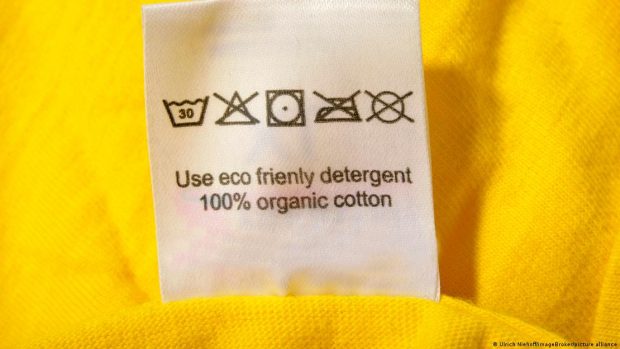 30
Use eco frienly detergent
100% organic cotton
© Ulrich Niehoff/imageBroker/picture alliance